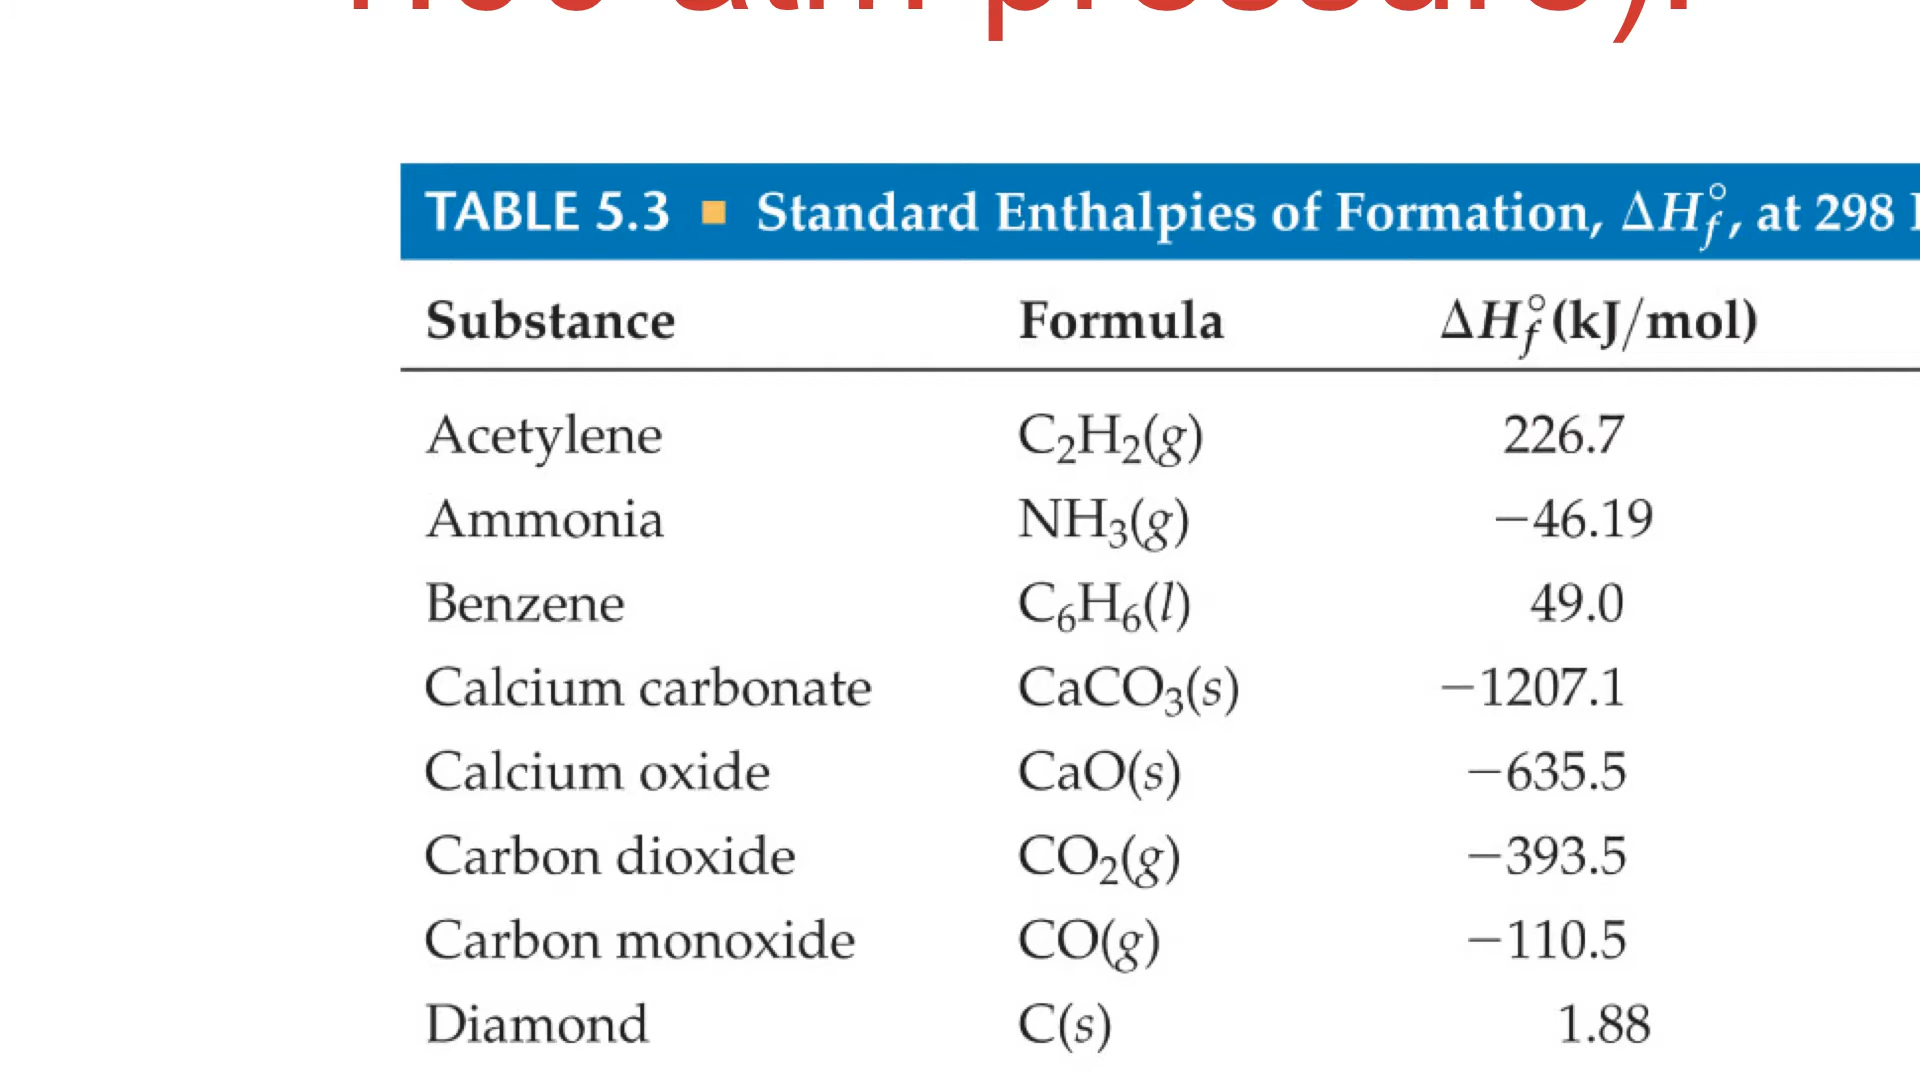 TABLE 5.3 ■ Standard Enthalpies of Formation, ΔH°f, at 298
Substance Formula ΔH°f (kJ/mol)
Acetylene C₂H₂(g) 226.7
Ammonia NH₃(g) −46.19
Benzene C₆H₆(l) 49.0
Calcium carbonate CaCO₃(s) −1207.1
Calcium oxide CaO(s) −635.5
Carbon dioxide CO₂(g) −393.5
Carbon monoxide CO(g) −110.5
Diamond C(s) 1.88